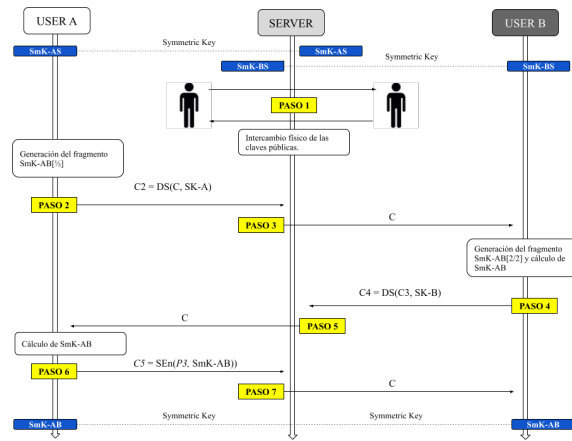 USER A
SERVER
USER B
Symmetric Key
SmK-AS
SmK-AS
Symmetric Key
SmK-BS
SmK-BS
PASO 1
Intercambio físico de las
claves públicas.
Generación del fragmento
SmK-AB[½]
C2 = DS(C, SK-A)
PASO 2
C
PASO 3
Generación del fragmento
SmK-AB[2/2] y cálculo de
SmK-AB
C4 = DS(C3, SK-B)
PASO 4
C
PASO 5
Cálculo de SmK-AB
C5 = SEn(P3, SmK-AB))
PASO 6
C
PASO 7
Symmetric Key
Symmetric Key
SmK-AB
SmK-AB